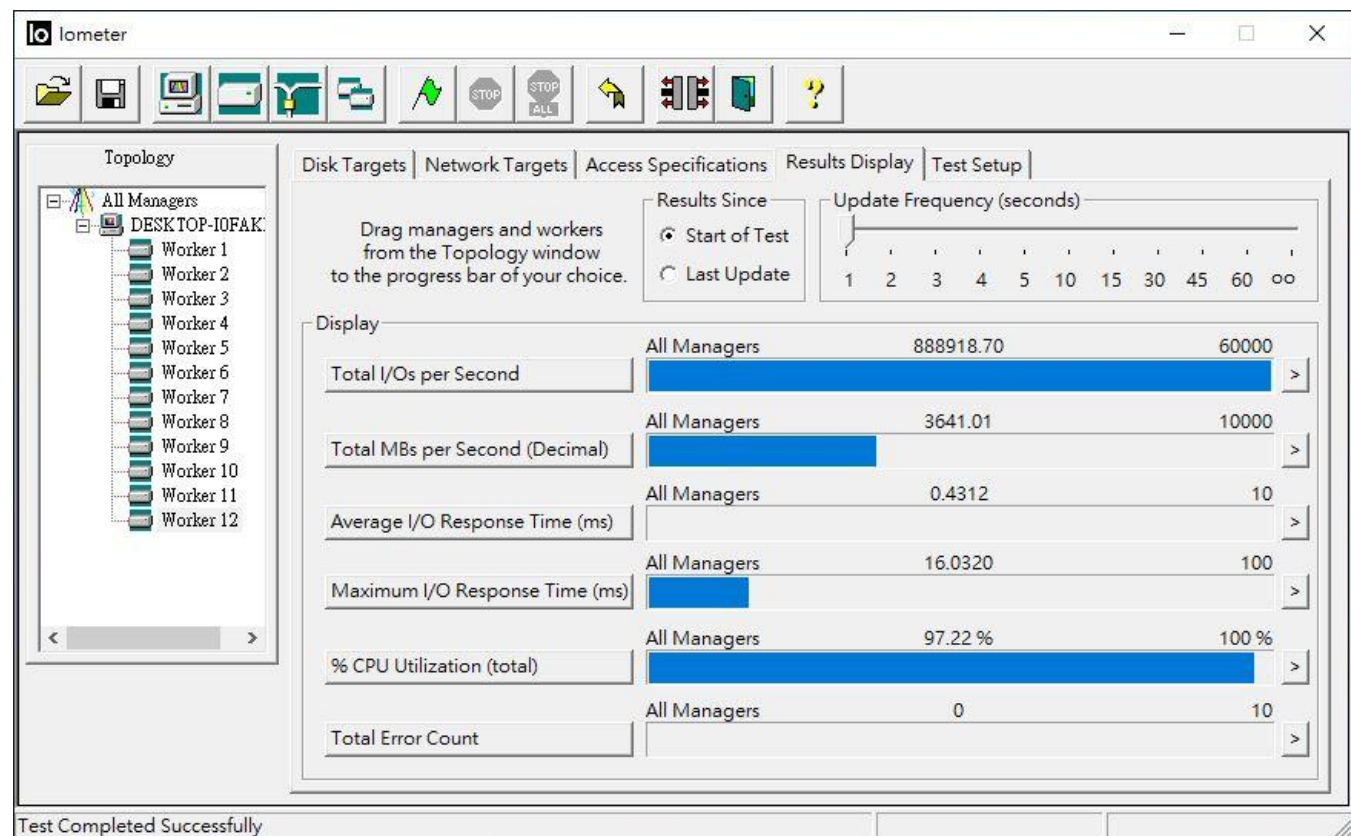 Io Iometer
STOP
STOP ALL
?
Topology
All Managers
DESKTOP-I0FAK
Worker 1
Worker 2
Worker 3
Worker 4
Worker 5
Worker 6
Worker 7
Worker 8
Worker 9
Worker 10
Worker 11
Worker 12
Disk Targets Network Targets Access Specifications Results Display Test Setup
Drag managers and workers
from the Topology window
to the progress bar of your choice.
Results Since
Start of Test
Last Update
Update Frequency (seconds)
1 2 3 4 5 10 15 30 45 60 oo
Display
All Managers 888918.70 60000
Total I/Os per Second >
All Managers 3641.01 10000
Total MBs per Second (Decimal) >
All Managers 0.4312 10
Average I/O Response Time (ms) >
All Managers 16.0320 100
Maximum I/O Response Time (ms) >
All Managers 97.22 % 100 %
% CPU Utilization (total) >
All Managers 0 10
Total Error Count >
Test Completed Successfully